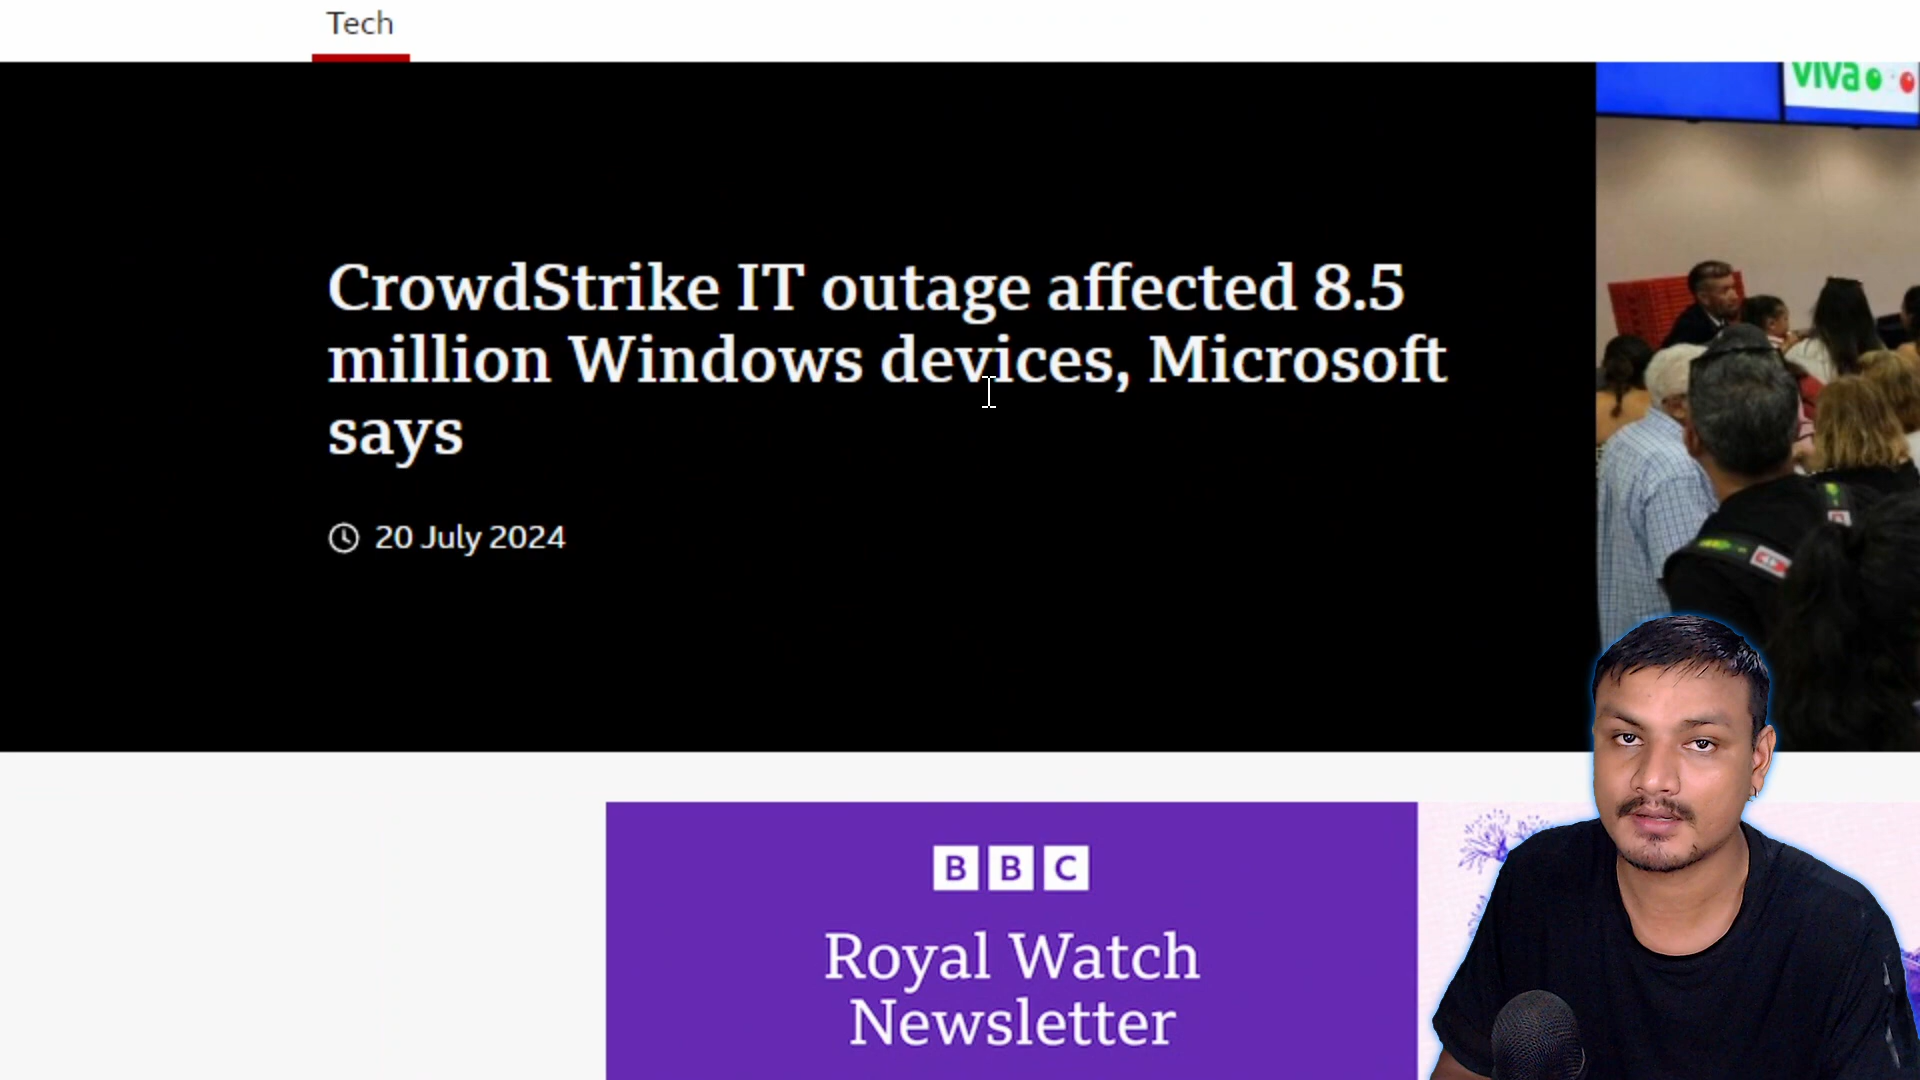 Tech
viva
CrowdStrike IT outage affected 8.5
million Windows devices, Microsoft
says
20 July 2024
BBC
Royal Watch
Newsletter